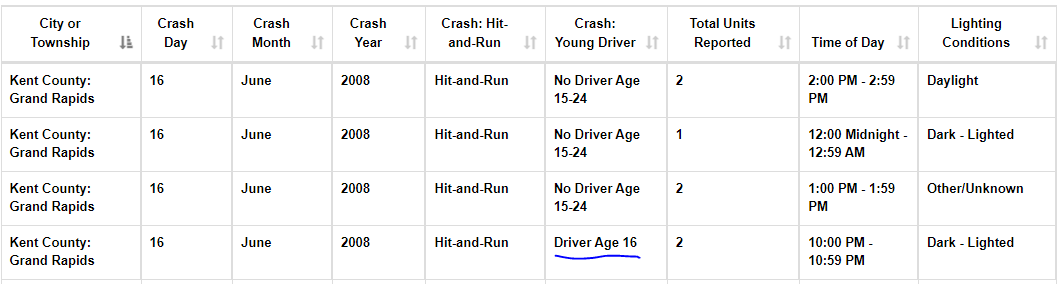 City or Township Crash Day Crash Month Crash Year Crash: Hit-and-Run Crash: Young Driver Total Units Reported Time of Day Lighting Conditions
Kent County: Grand Rapids 16 June 2008 Hit-and-Run No Driver Age 15-24 2 2:00 PM - 2:59 PM Daylight
Kent County: Grand Rapids 16 June 2008 Hit-and-Run No Driver Age 15-24 1 12:00 Midnight - 12:59 AM Dark - Lighted
Kent County: Grand Rapids 16 June 2008 Hit-and-Run No Driver Age 15-24 2 1:00 PM - 1:59 PM Other/Unknown
Kent County: Grand Rapids 16 June 2008 Hit-and-Run Driver Age 16 2 10:00 PM - 10:59 PM Dark - Lighted